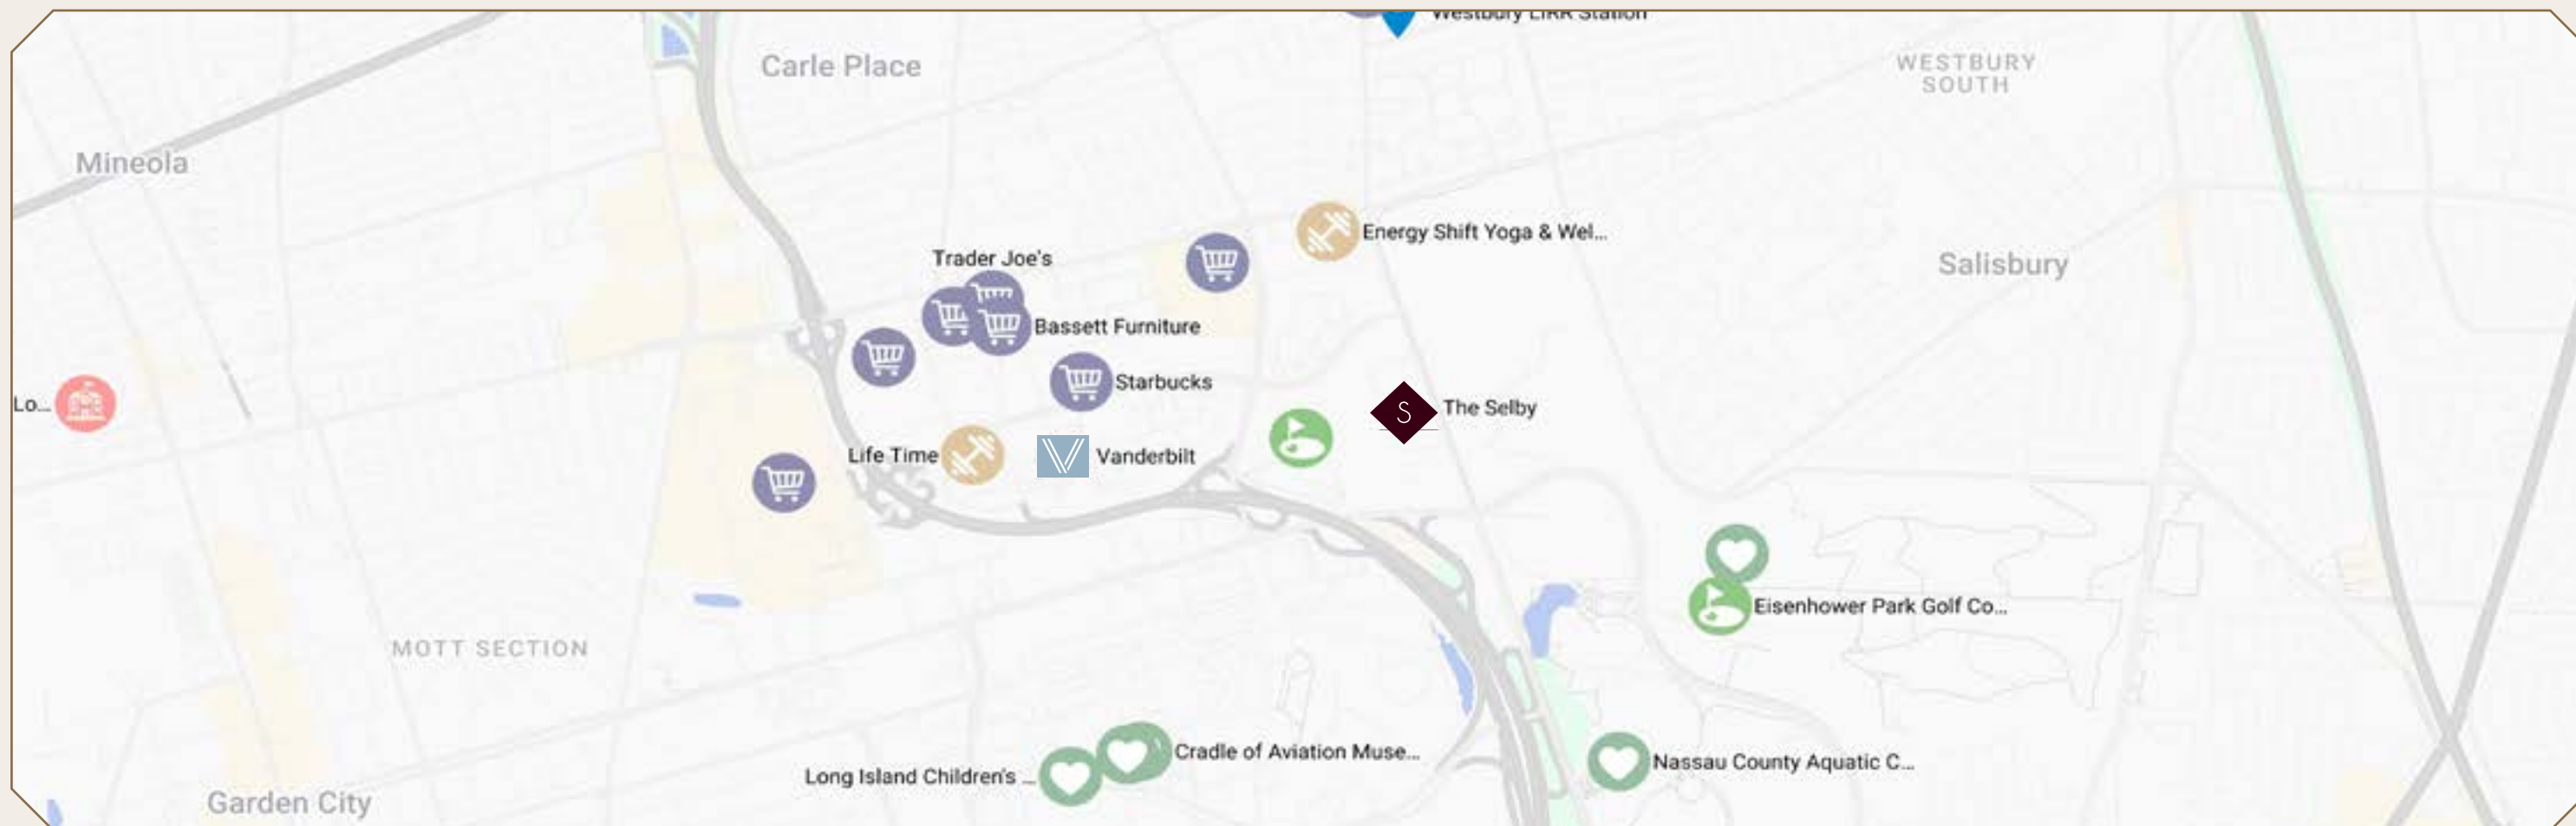 Westbury LIRR Station
Carle Place
WESTBURY
SOUTH
Mineola
Energy Shift Yoga & Wel...
Trader Joe's
Salisbury
Bassett Furniture
Starbucks
Lo...
S
The Selby
Life Time
V
Vanderbilt
Eisenhower Park Golf Co...
MOTT SECTION
Cradle of Aviation Muse...
Long Island Children's ...
Nassau County Aquatic C...
Garden City